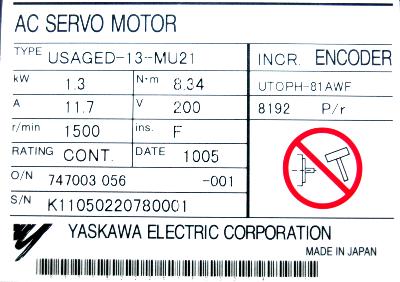 AC SERVO MOTOR
TYPE USAGED-13-MU21
INCR. ENCODER
kW 1.3 N·m 8.34
UTOPH-81AWF
A 11.7 V 200
8192 P/r
r/min 1500 ins. F
RATING CONT. DATE 1005
O/N 747003 056 -001
S/N K11050220780001
YASKAWA ELECTRIC CORPORATION
MADE IN JAPAN